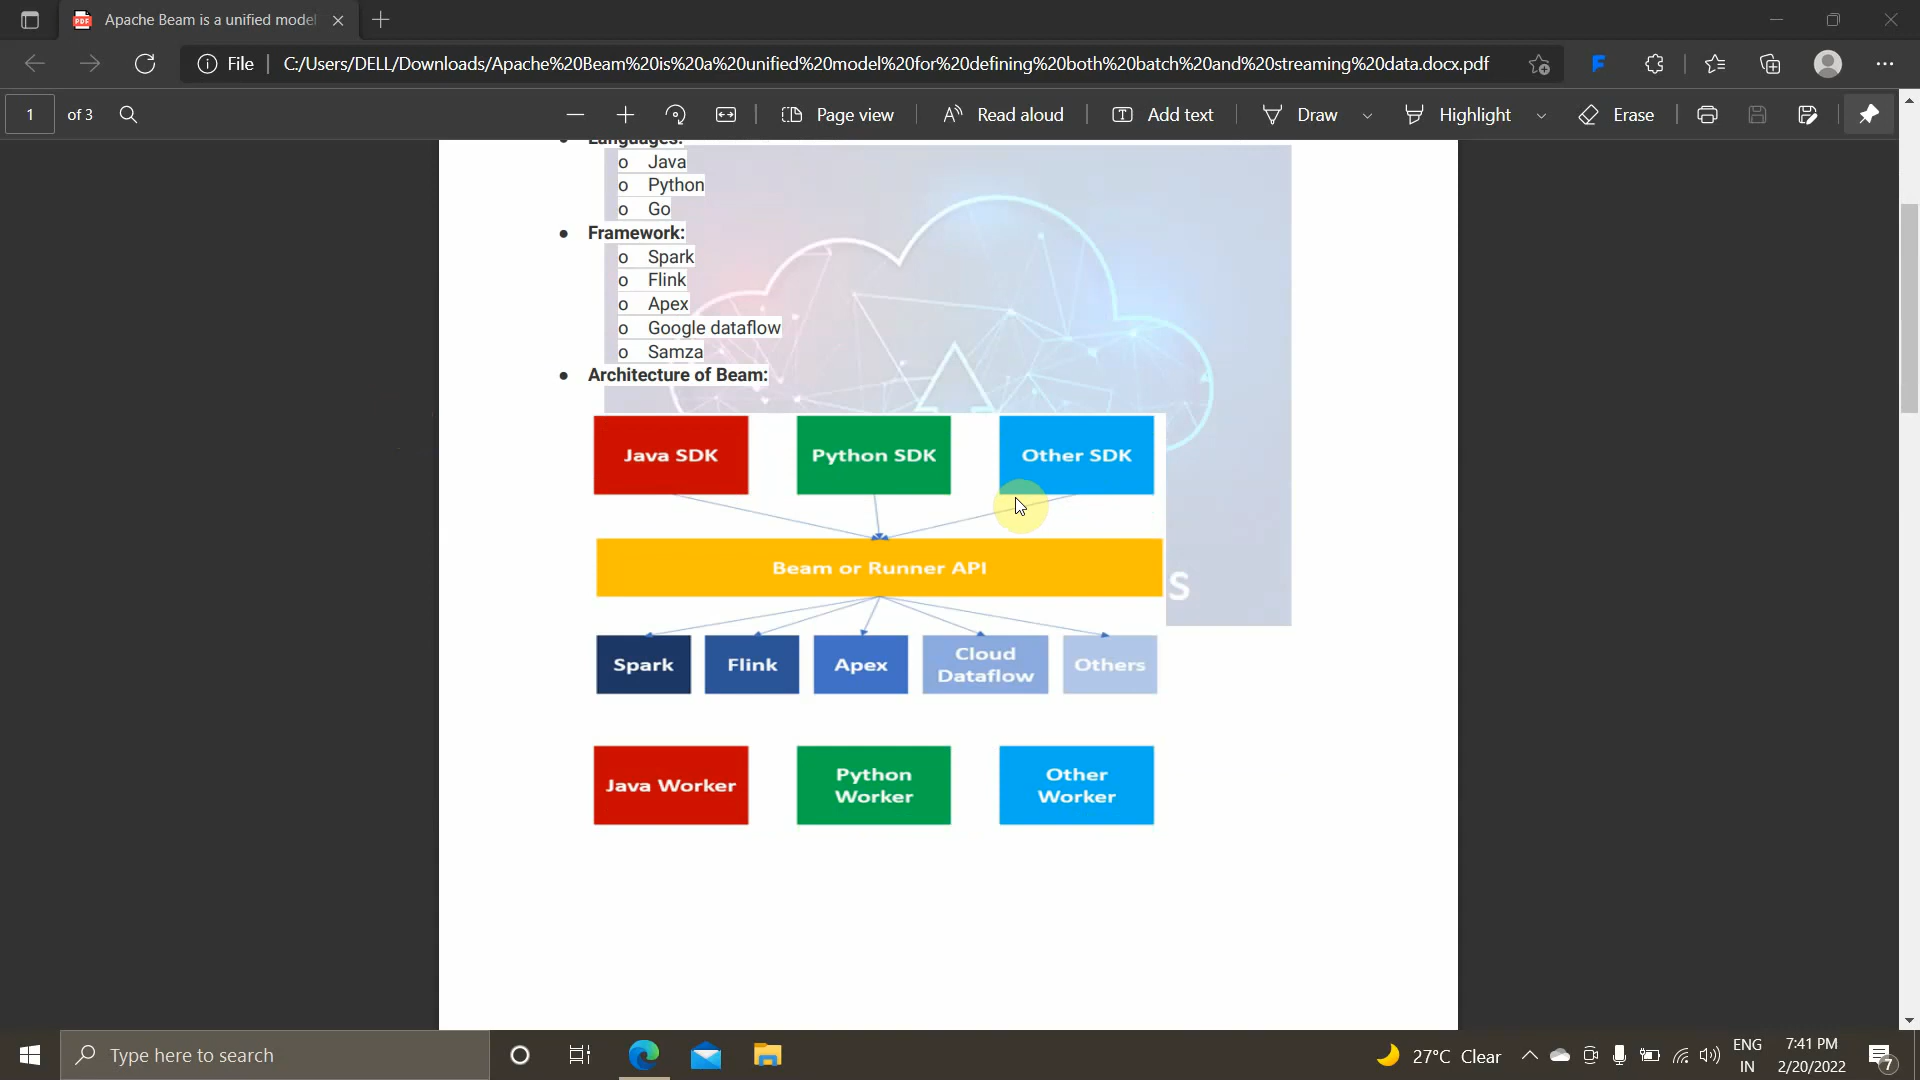 Apache Beam is a unified model
File
C:/Users/DELL/Downloads/Apache%20Beam%20is%20a%20unified%20model%20for%20defining%20both%20batch%20and%20streaming%20data.docx.pdf
1 of 3
Page view
Read aloud
Add text
Draw
Highlight
Erase
• Languages:
o Java
o Python
o Go
• Framework:
o Spark
o Flink
o Apex
o Google dataflow
o Samza
• Architecture of Beam:
Java SDK
Python SDK
Other SDK
Beam or Runner API
S
Spark
Flink
Apex
Cloud
Dataflow
Others
Java Worker
Python
Worker
Other
Worker
Type here to search
27°C Clear
ENG
IN
7:41 PM
2/20/2022
7